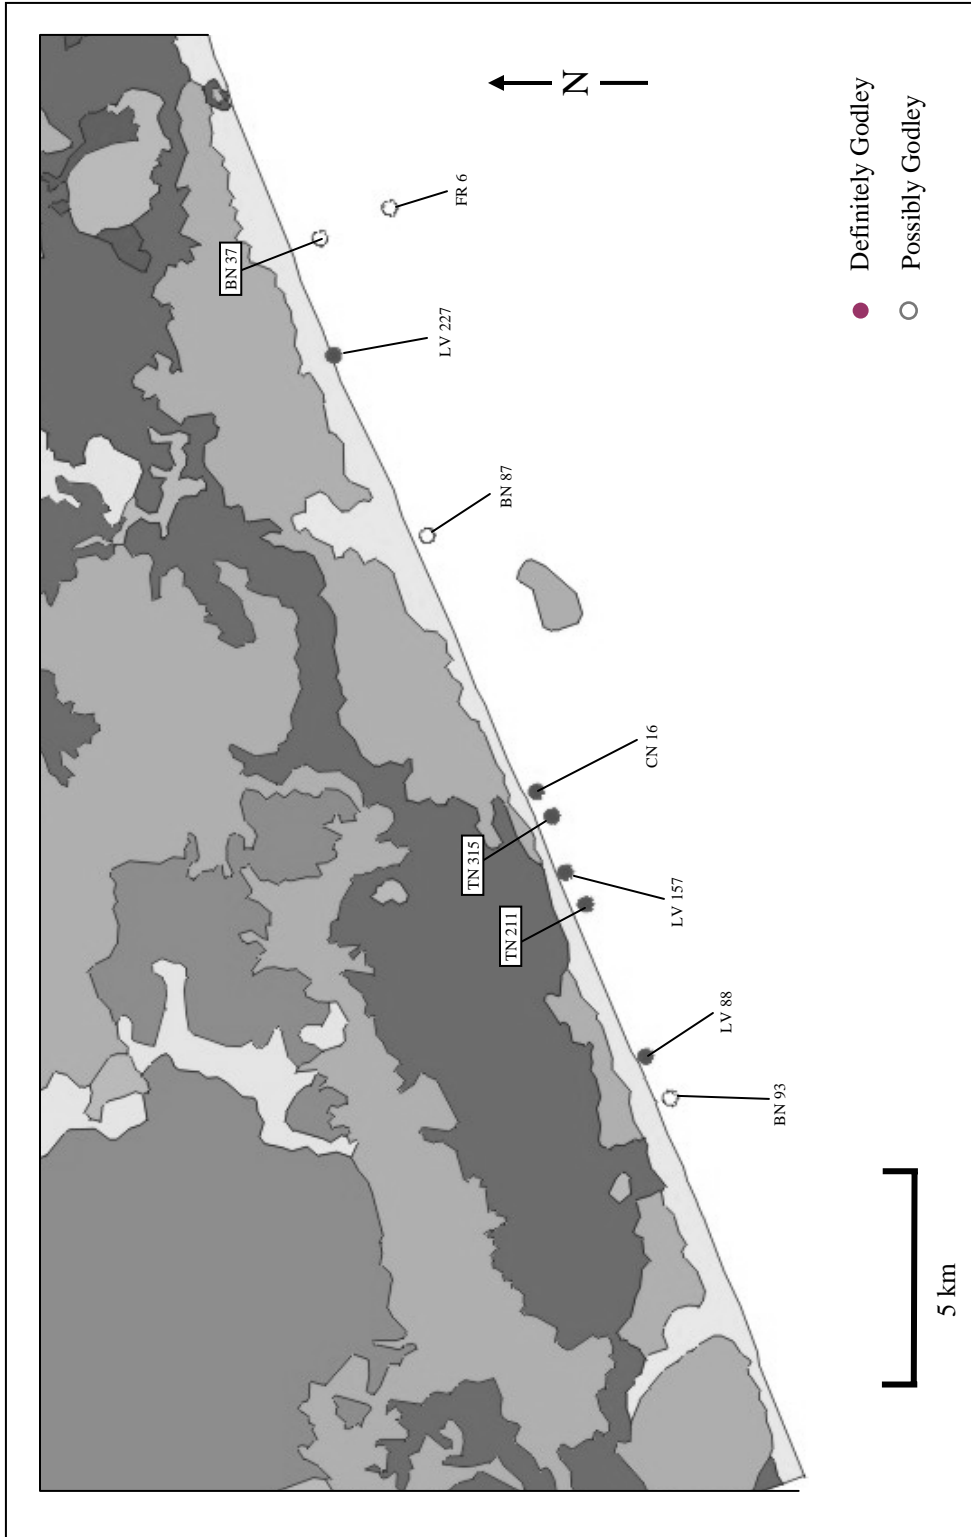 N
FR 6
BN 37
LV 227
BN 87
CN 16
TN 315
LV 157
TN 211
LV 88
BN 93
Definitely Godley
Possibly Godley
5 km